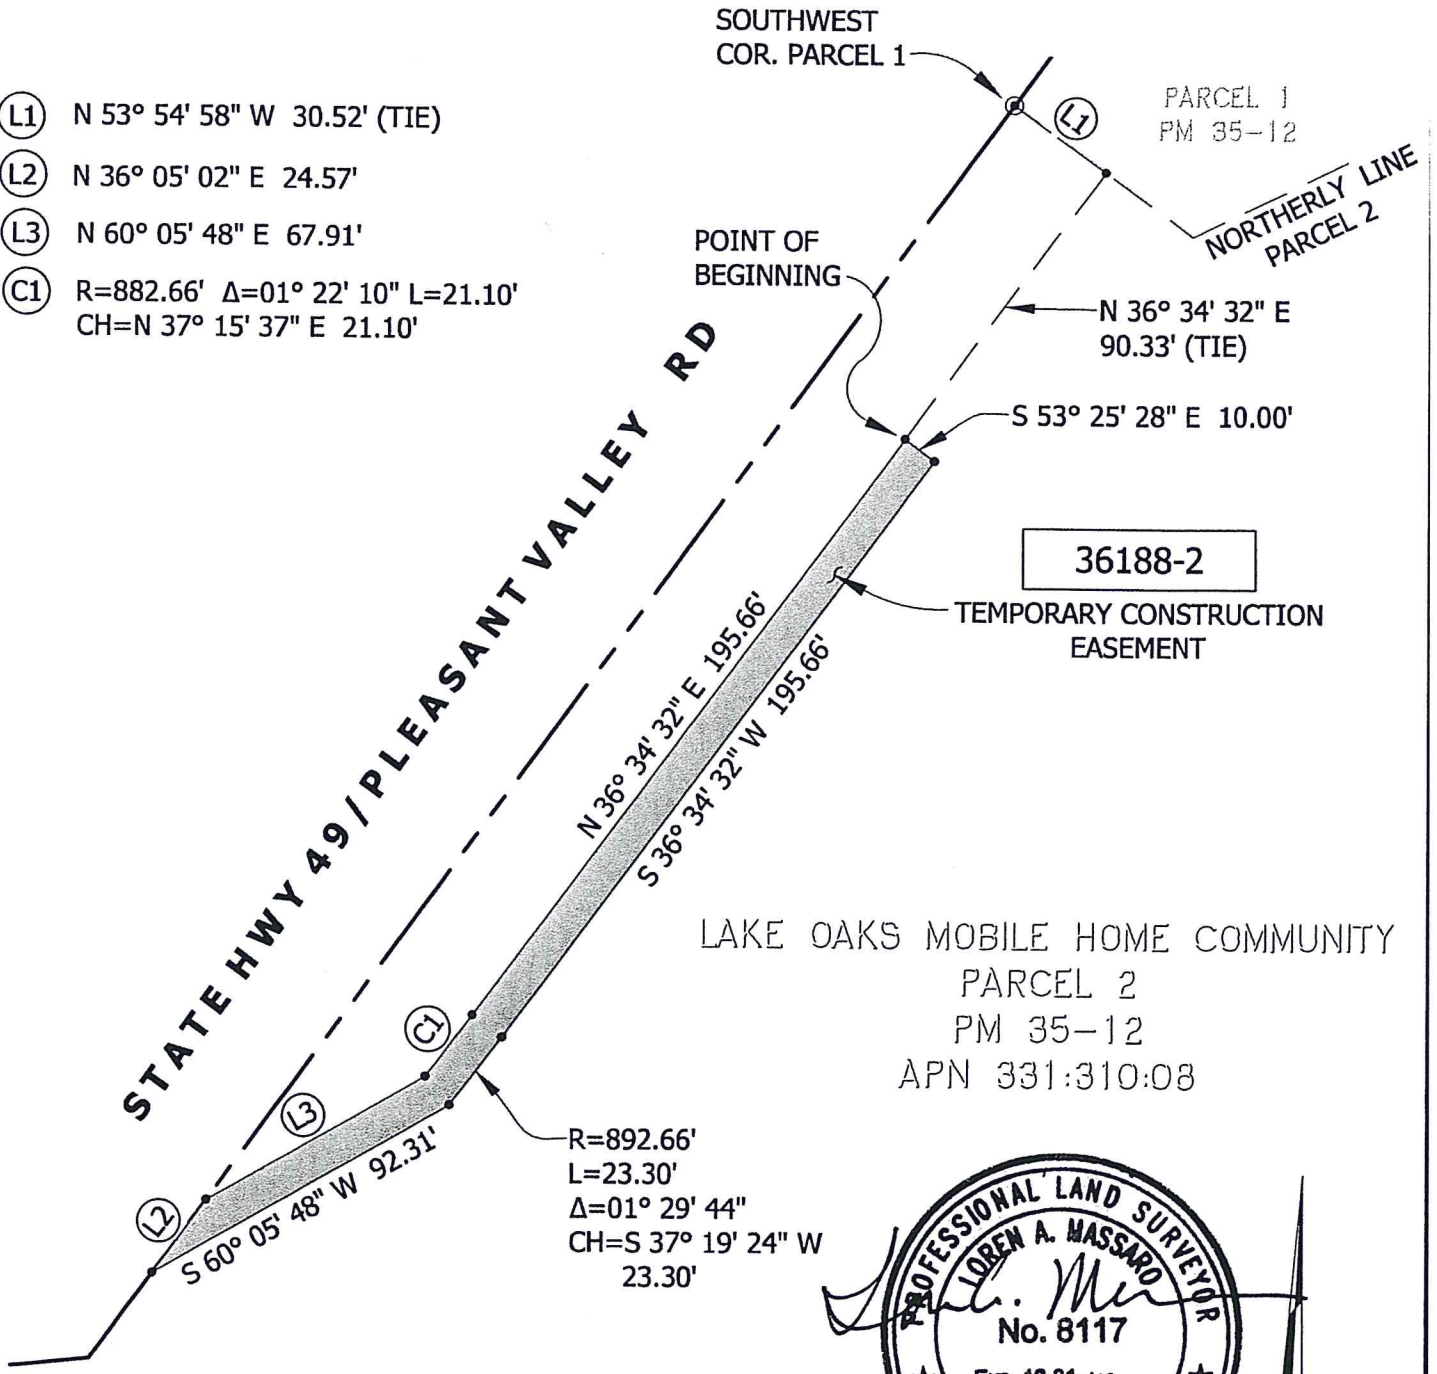 SOUTHWEST
COR. PARCEL 1
L1 N 53° 54' 58" W 30.52' (TIE)
L2 N 36° 05' 02" E 24.57'
L3 N 60° 05' 48" E 67.91'
C1 R=882.66' Δ=01° 22' 10" L=21.10'
CH=N 37° 15' 37" E 21.10'
L1
PARCEL 1
PM 35-12
NORTHERLY LINE
PARCEL 2
POINT OF
BEGINNING
N 36° 34' 32" E
90.33' (TIE)
S 53° 25' 28" E 10.00'
STATE HWY 49/PLEASANT VALLEY RD
36188-2
TEMPORARY CONSTRUCTION
EASEMENT
N 36° 34' 32" E 195.66'
S 36° 34' 32" W 195.66'
LAKE OAKS MOBILE HOME COMMUNITY
PARCEL 2
PM 35-12
APN 331:310:08
C1
L3
L2
S 60° 05' 48" W 92.31'
R=892.66'
L=23.30'
Δ=01° 29' 44"
CH=S 37° 19' 24" W
23.30'
PROFESSIONAL LAND SURVEYOR
LOREN A. MASSARO
No. 8117